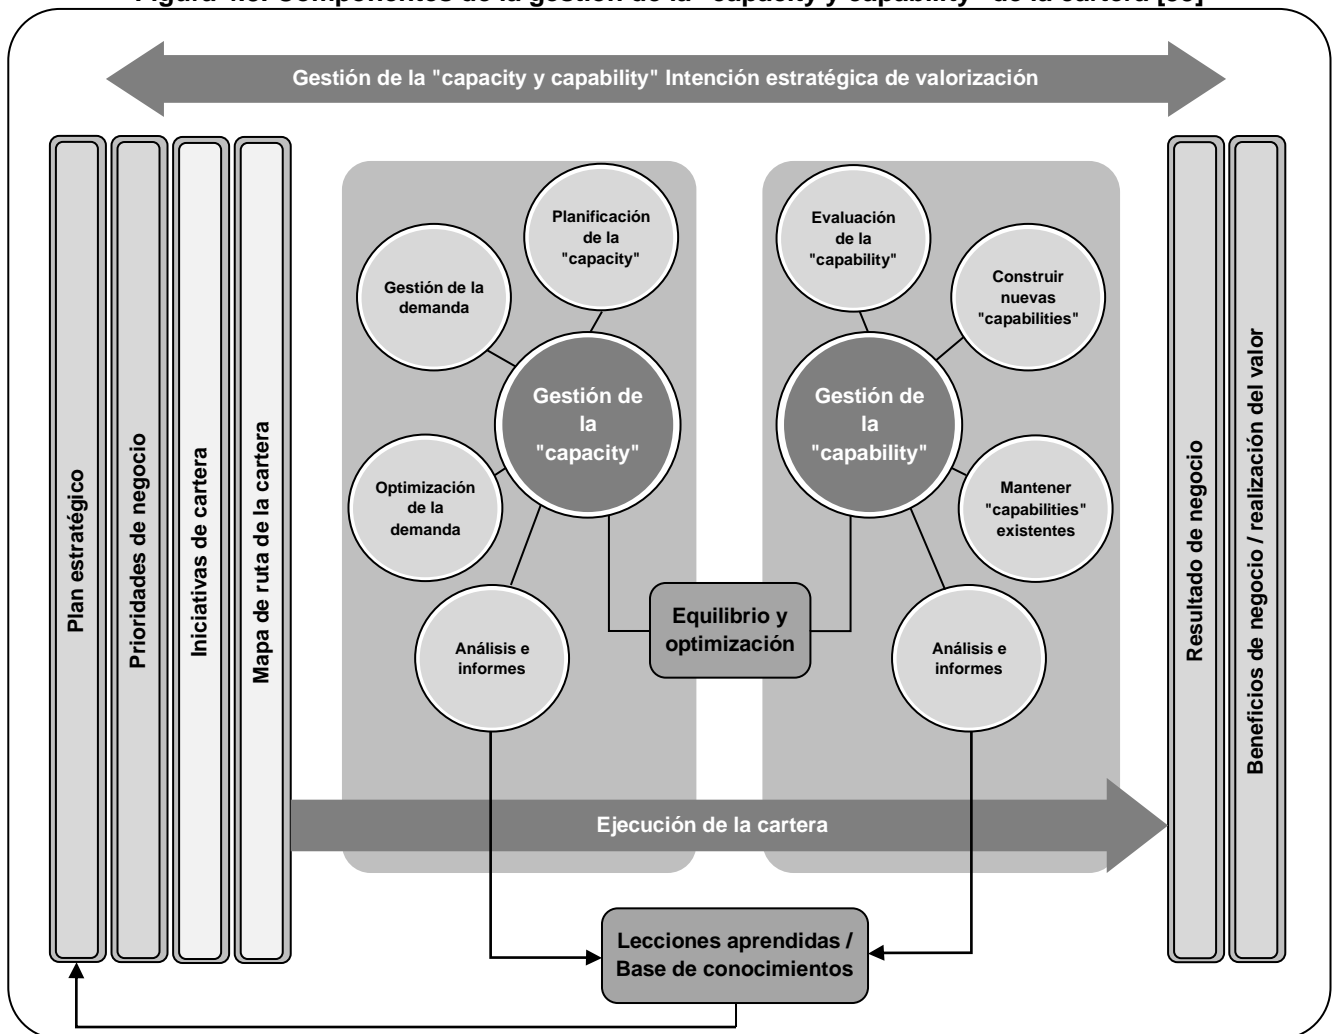 Gestión de la "capacity y capability" Intención estratégica de valorización
Plan estratégico
Prioridades de negocio
Iniciativas de cartera
Mapa de ruta de la cartera
Planificación
de la
"capacity"
Gestión de la
demanda
Gestión de
la
"capacity"
Optimización
de la
demanda
Análisis e
informes
Equilibrio y
optimización
Evaluación
de la
"capability"
Construir
nuevas
"capabilities"
Gestión de
la
"capability"
Mantener
"capabilities"
existentes
Análisis e
informes
Resultado de negocio
Beneficios de negocio / realización del valor
Ejecución de la cartera
Lecciones aprendidas /
Base de conocimientos